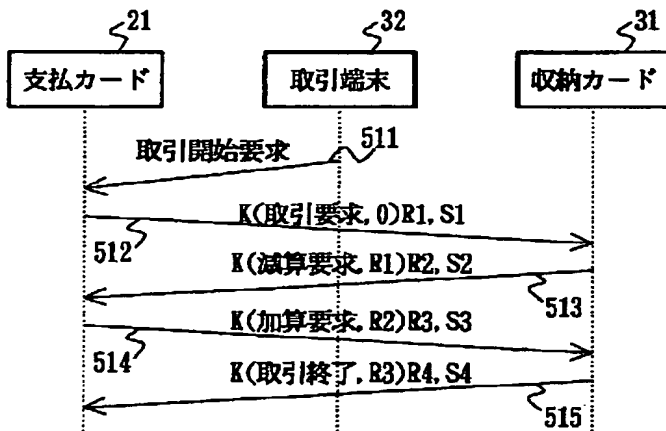 21
32
31
支払カード
取引端末
収納カード
取引開始要求
511
K(取引要求, 0)R1, S1
512
K(減算要求, R1)R2, S2
513
K(加算要求, R2)R3, S3
514
K(取引終了, R3)R4, S4
515